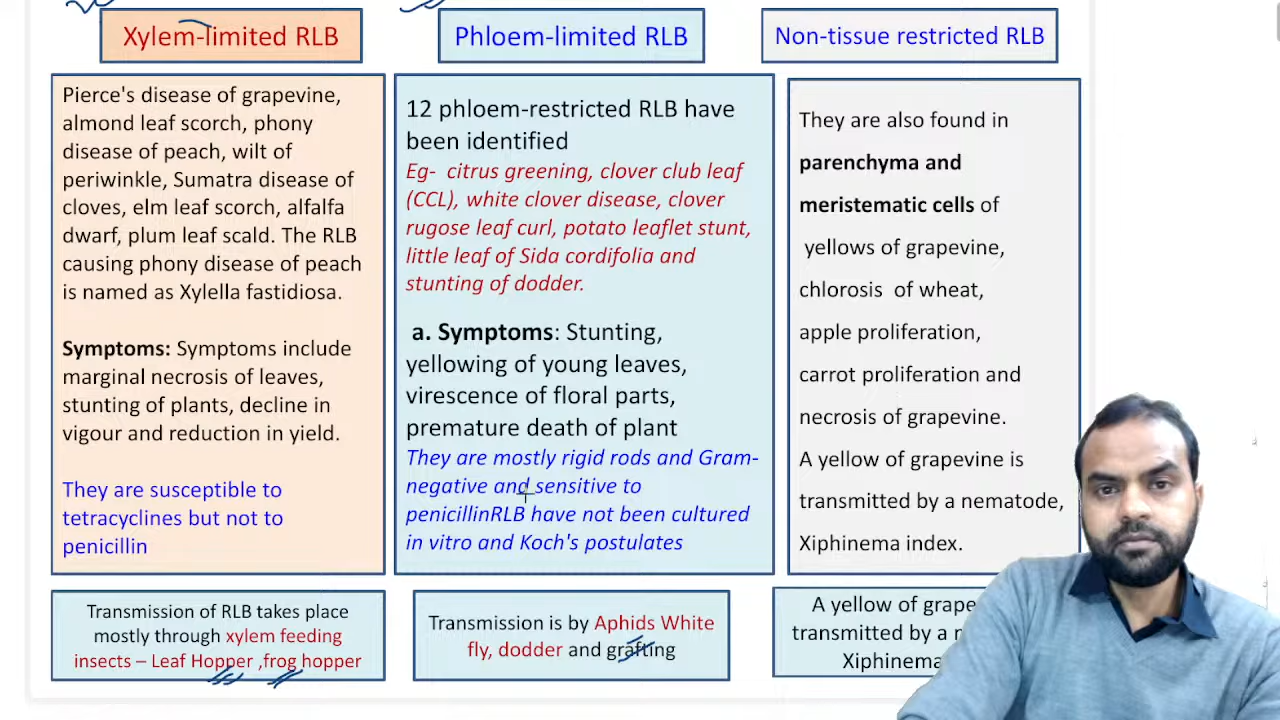 Xylem-limited RLB
Pierce's disease of grapevine,
almond leaf scorch, phony
disease of peach, wilt of
periwinkle, Sumatra disease of
cloves, elm leaf scorch, alfalfa
dwarf, plum leaf scald. The RLB
causing phony disease of peach
is named as Xylella fastidiosa.
Symptoms: Symptoms include
marginal necrosis of leaves,
stunting of plants, decline in
vigour and reduction in yield.
They are susceptible to
tetracyclines but not to
penicillin
Transmission of RLB takes place
mostly through xylem feeding
insects – Leaf Hopper ,frog hopper
Phloem-limited RLB
12 phloem-restricted RLB have
been identified
Eg- citrus greening, clover club leaf
(CCL), white clover disease, clover
rugose leaf curl, potato leaflet stunt,
little leaf of Sida cordifolia and
stunting of dodder.
a. Symptoms: Stunting,
yellowing of young leaves,
virescence of floral parts,
premature death of plant
They are mostly rigid rods and Gram-
negative and sensitive to
penicillinRLB have not been cultured
in vitro and Koch's postulates
Transmission is by Aphids White
fly, dodder and grafting
Non-tissue restricted RLB
They are also found in
parenchyma and
meristematic cells of
yellows of grapevine,
chlorosis of wheat,
apple proliferation,
carrot proliferation and
necrosis of grapevine.
A yellow of grapevine is
transmitted by a nematode,
Xiphinema index.
A yellow of grape
transmitted by a
Xiphinema